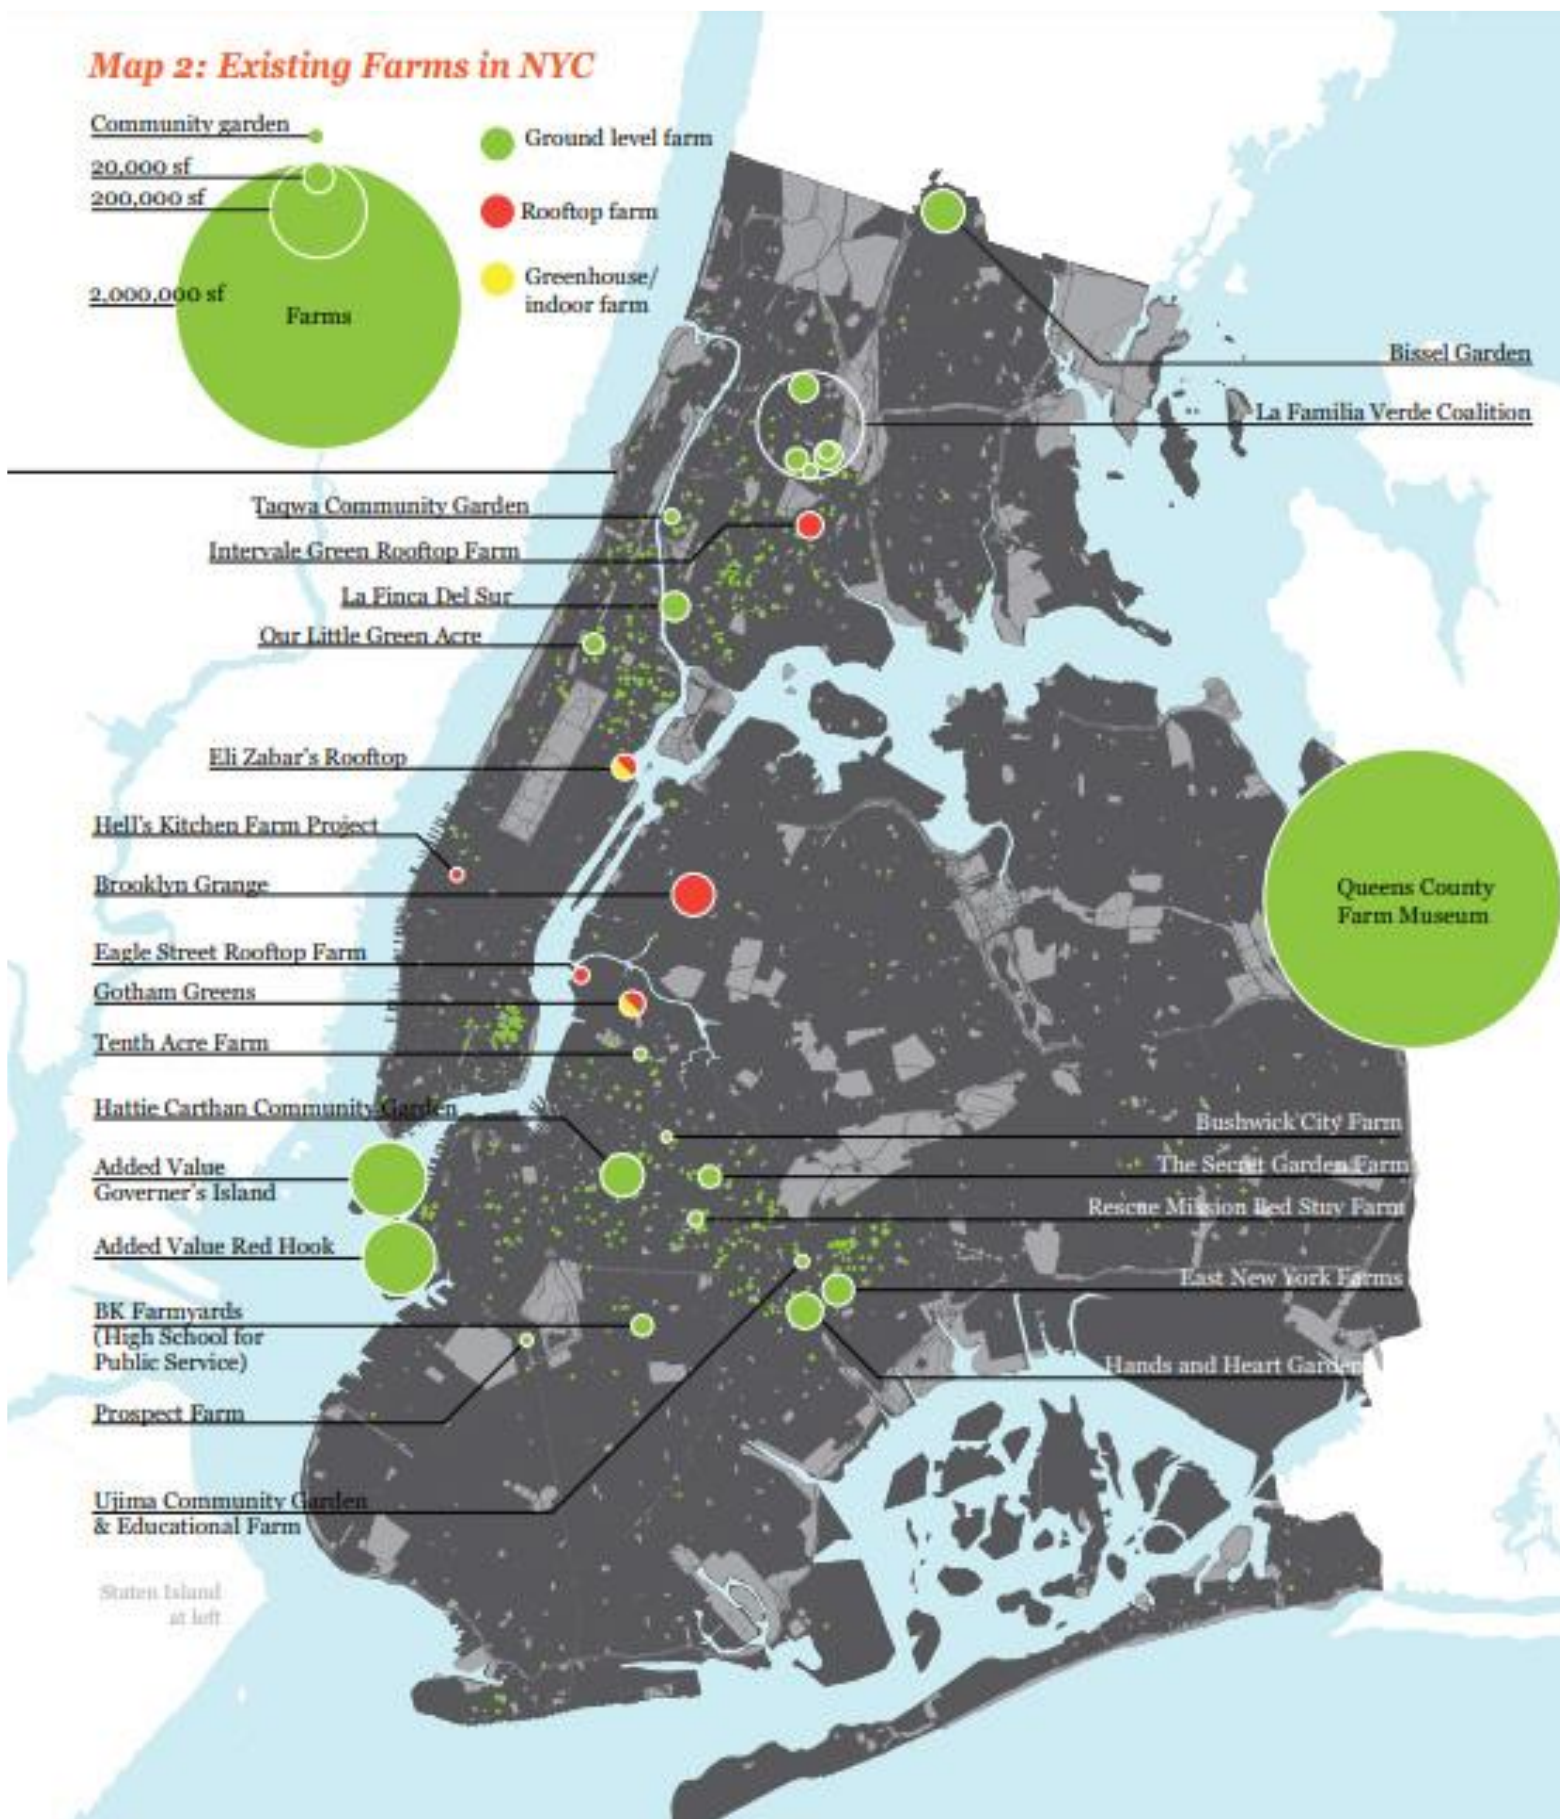 Map 2: Existing Farms in NYC
Community garden
20,000 sf
200,000 sf
2,000,000 sf
Farms
Ground level farm
Rooftop farm
Greenhouse/
indoor farm
Bissel Garden
La Familia Verde Coalition
Taqwa Community Garden
Intervale Green Rooftop Farm
La Finca Del Sur
Our Little Green Acre
Eli Zabar's Rooftop
Hell's Kitchen Farm Project
Brooklyn Grange
Eagle Street Rooftop Farm
Gotham Greens
Tenth Acre Farm
Hattie Carthan Community Garden
Added Value
Governer's Island
Added Value Red Hook
BK Farmyards
(High School for
Public Service)
Prospect Farm
Ujima Community Garden
& Educational Farm
Staten Island
at left
Queens County
Farm Museum
Bushwick City Farm
The Secret Garden Farm
Rescue Mission Bed Stuy Farm
East New York Farms
Hands and Heart Garden